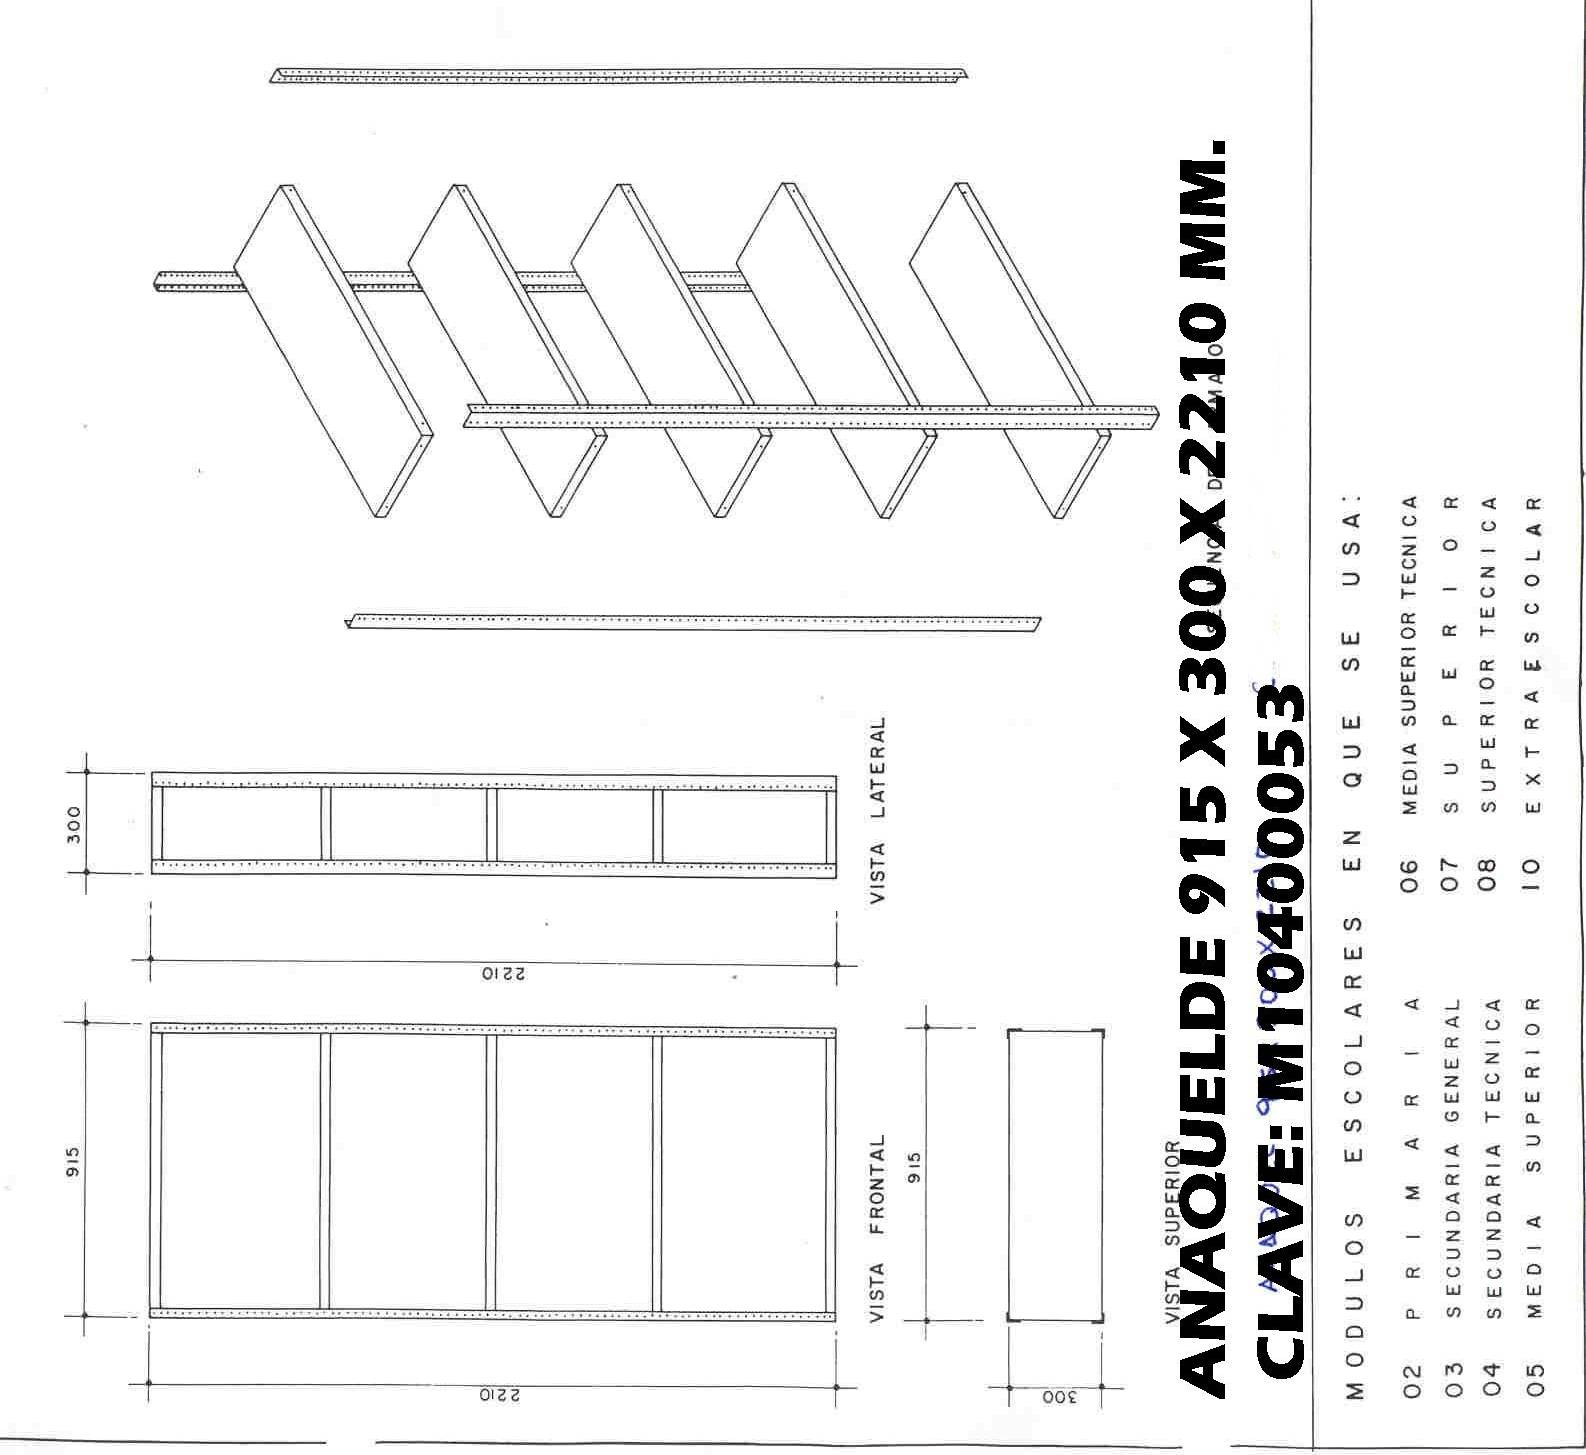 915
300
2210
2210
VISTA FRONTAL
VISTA LATERAL
915
300
VISTA SUPERIOR
ANAQUELDE 915 X 300 X 2210 MM.
CLAVE: M10400053
MODULOS ESCOLARES EN QUE SE USA:
02 PRIMARIA
06 MEDIA SUPERIOR TECNICA
03 SECUNDARIA GENERAL
07 SUPERIOR
04 SECUNDARIA TECNICA
08 SUPERIOR TECNICA
05 MEDIA SUPERIOR
10 EXTRAESCOLAR